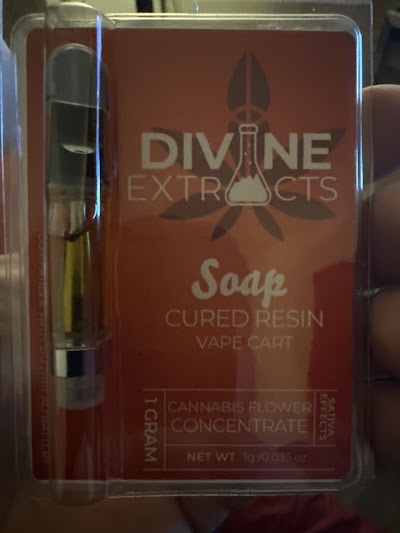 DIVINE
EXTRACTS
Soap
CURED RESIN
VAPE CART
1 GRAM
CANNABIS FLOWER
CONCENTRATE
SATIVA
EFFECTS
NET WT. 1g /0.035 oz